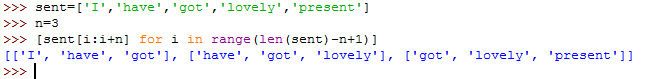 >>> sent=['I','have','got','lovely','present']
>>> n=3
>>> [sent[i:i+n] for i in range(len(sent)-n+1)]
[['I', 'have', 'got'], ['have', 'got', 'lovely'], ['got', 'lovely', 'present']]
>>>